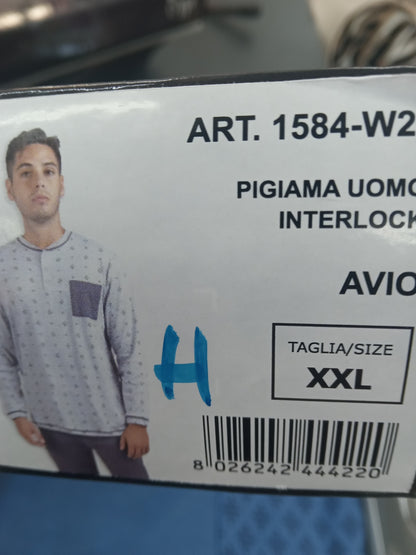 ART. 1584-W2
PIGIAMA UOMO
INTERLOCK
AVIO
TAGLIA/SIZE
XXL
H
8 026242 444220